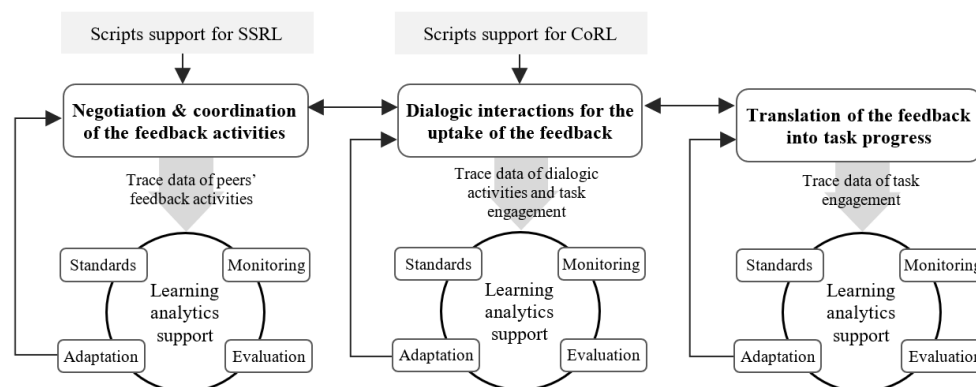 Scripts support for SSRL
Scripts support for CoRL
Negotiation & coordination
of the feedback activities
Dialogic interactions for the
uptake of the feedback
Translation of the feedback
into task progress
Trace data of peers’
feedback activities
Trace data of dialogic
activities and task
engagement
Trace data of task
engagement
Standards
Monitoring
Learning
analytics
support
Adaptation
Evaluation
Standards
Monitoring
Learning
analytics
support
Adaptation
Evaluation
Standards
Monitoring
Learning
analytics
support
Adaptation
Evaluation